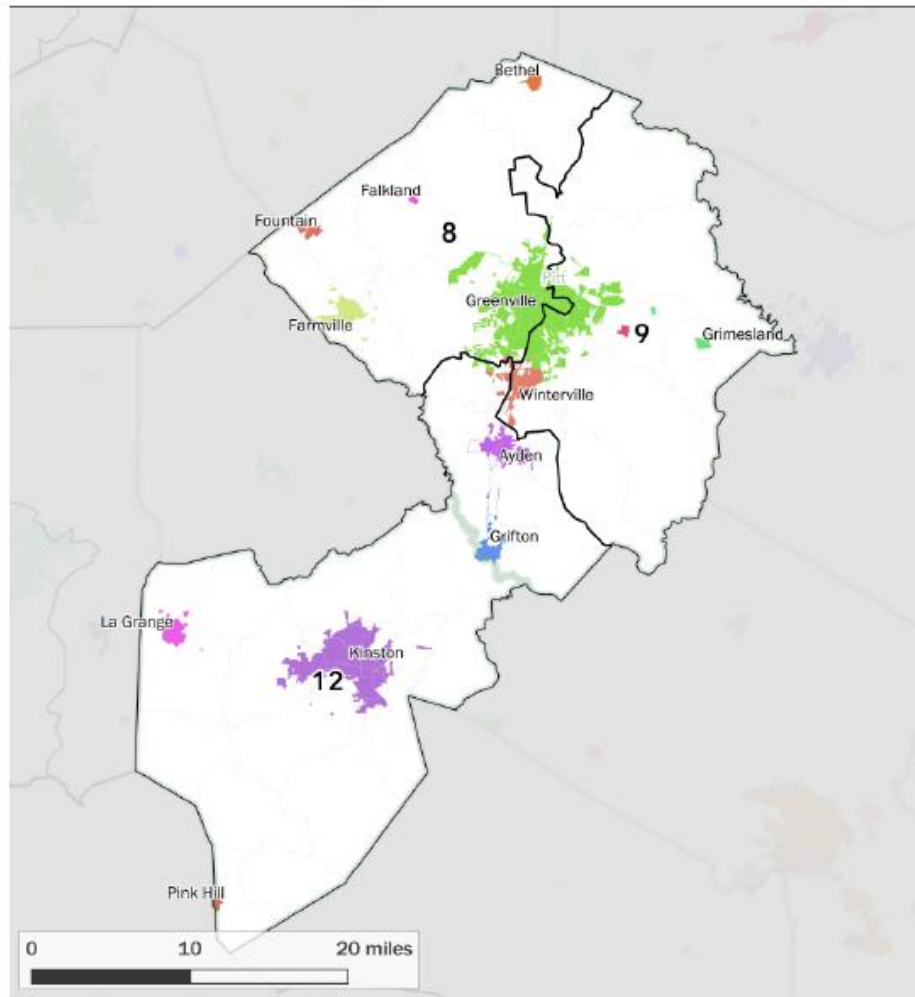 Bethel
Falkland
Fountain
8
Pitt
Greenville
Farmville
9
Grimesland
Winterville
Ayden
Grifton
La Grange
Kinston
12
Pink Hill
0 10 20 miles